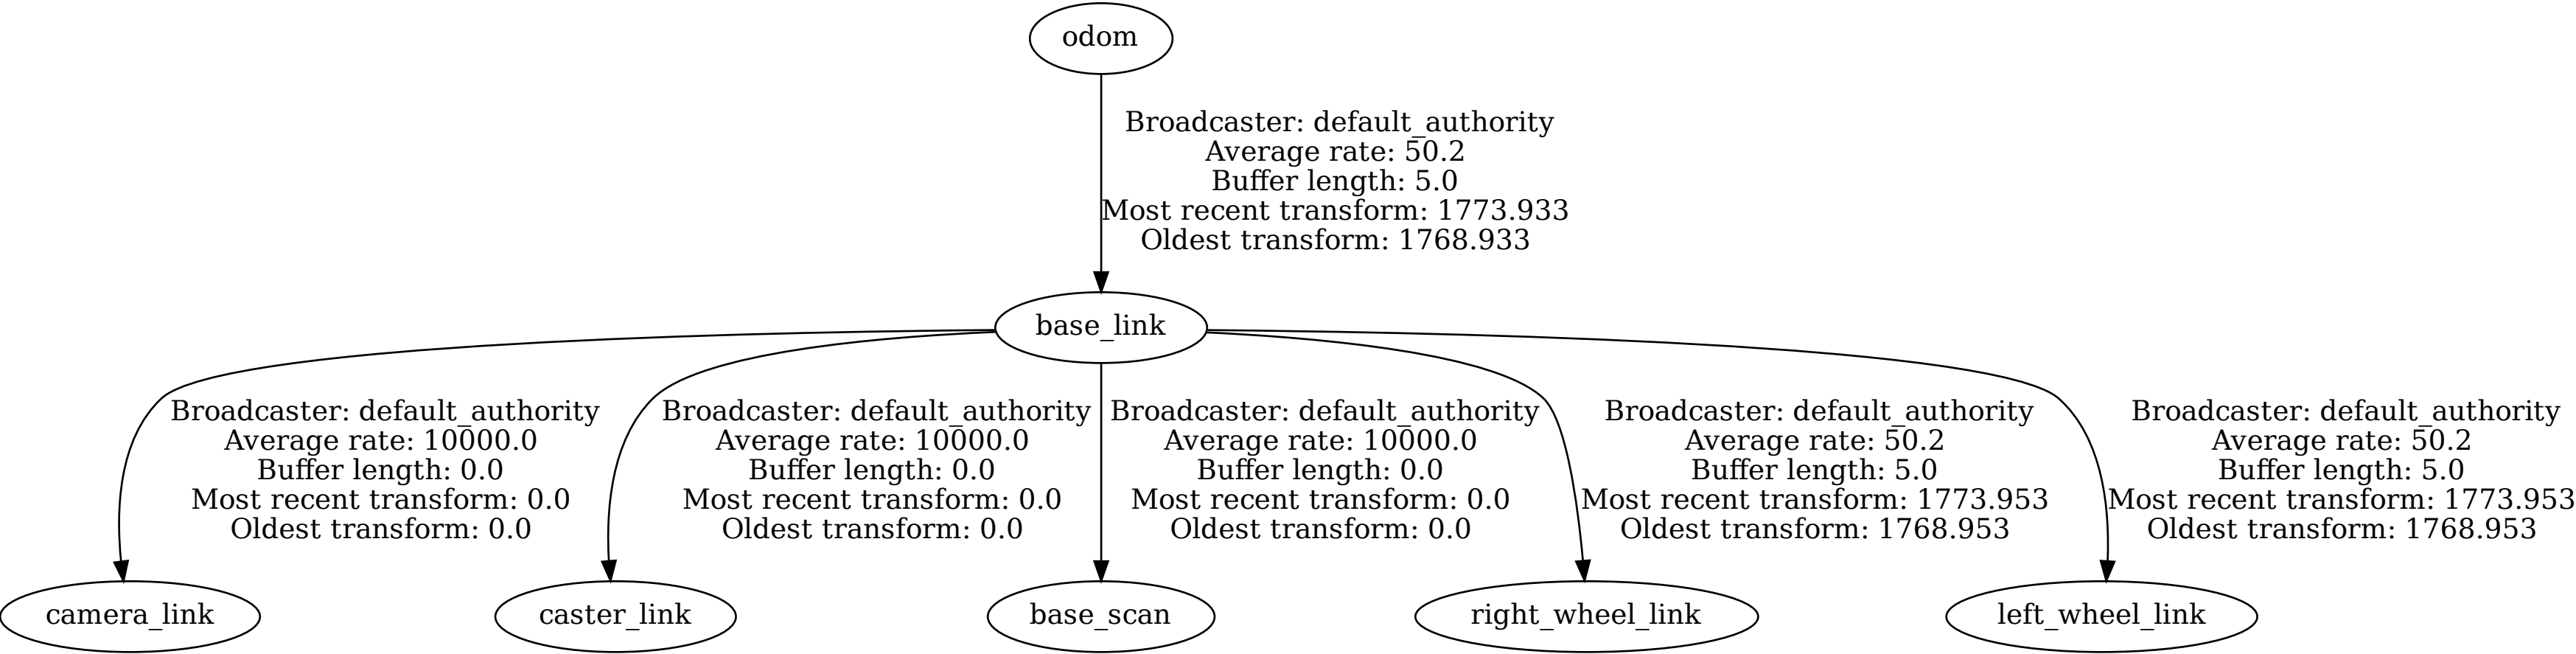 odom
Broadcaster: default_authority
Average rate: 50.2
Buffer length: 5.0
Most recent transform: 1773.933
Oldest transform: 1768.933
base_link
Broadcaster: default_authority
Average rate: 10000.0
Buffer length: 0.0
Most recent transform: 0.0
Oldest transform: 0.0
Broadcaster: default_authority
Average rate: 10000.0
Buffer length: 0.0
Most recent transform: 0.0
Oldest transform: 0.0
Broadcaster: default_authority
Average rate: 10000.0
Buffer length: 0.0
Most recent transform: 0.0
Oldest transform: 0.0
Broadcaster: default_authority
Average rate: 50.2
Buffer length: 5.0
Most recent transform: 1773.953
Oldest transform: 1768.953
Broadcaster: default_authority
Average rate: 50.2
Buffer length: 5.0
Most recent transform: 1773.953
Oldest transform: 1768.953
camera_link
caster_link
base_scan
right_wheel_link
left_wheel_link